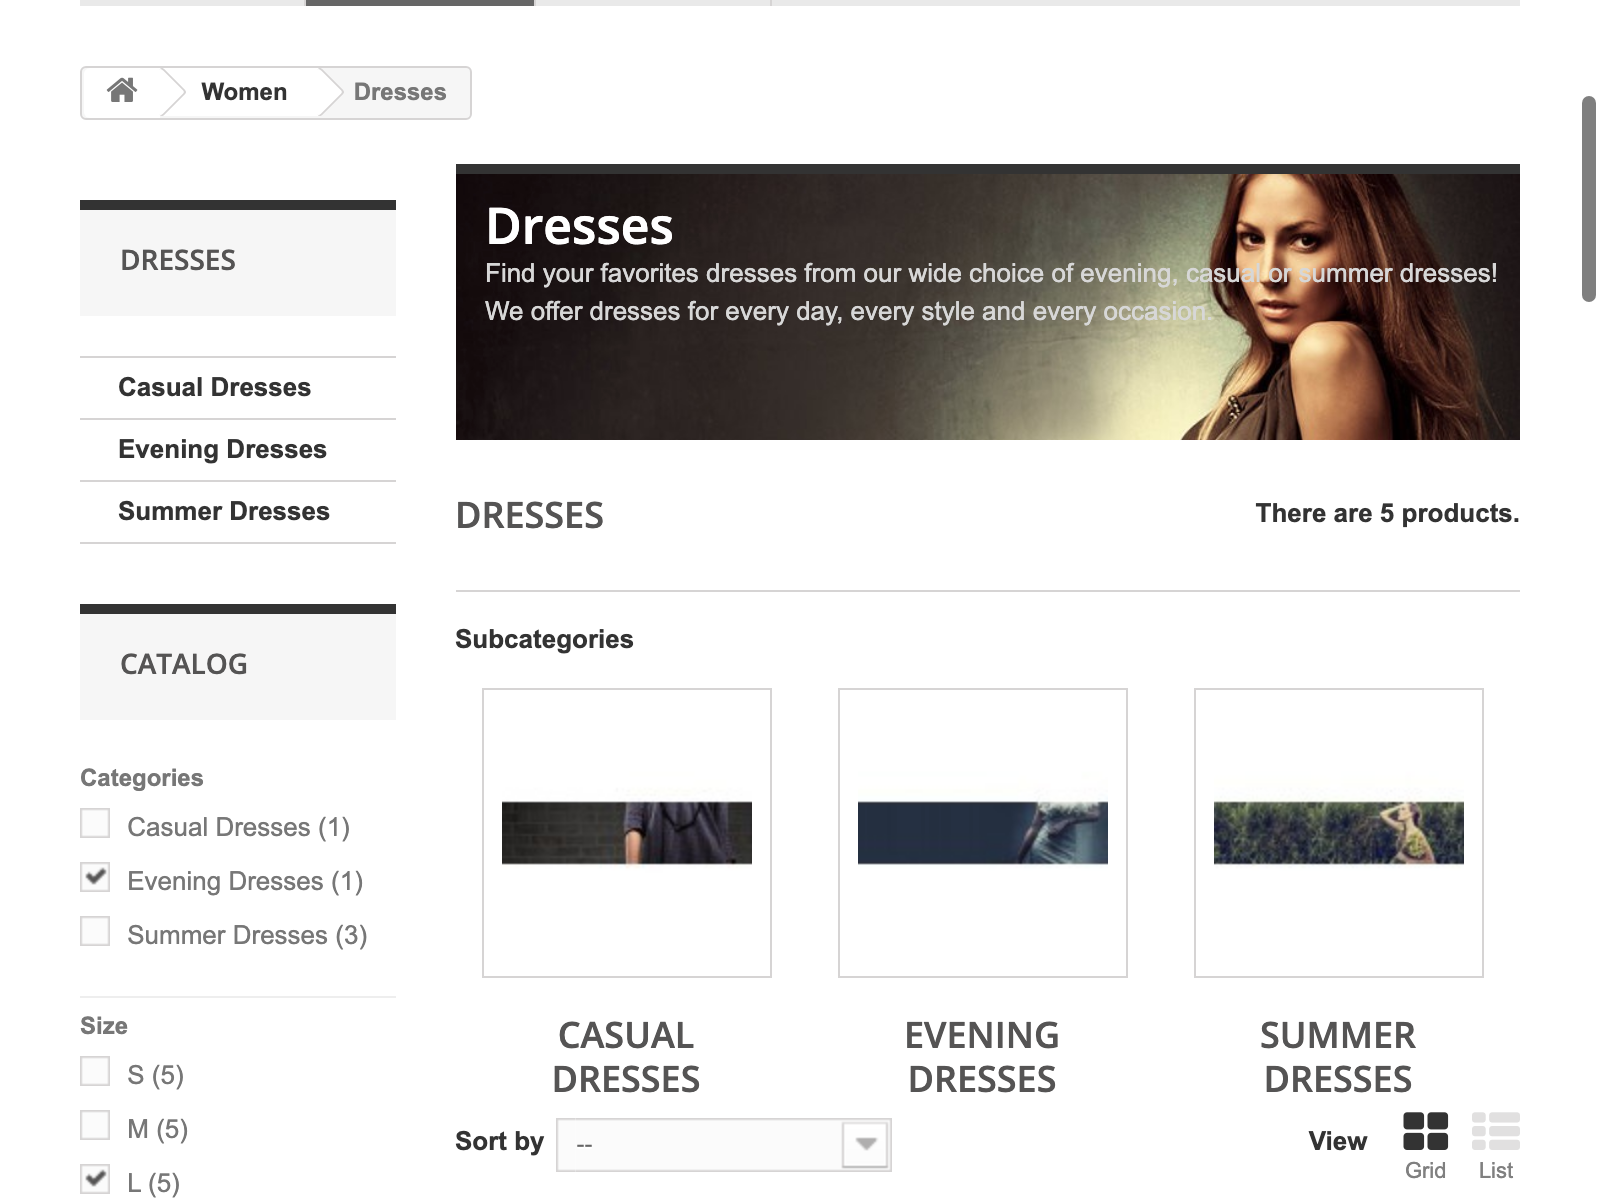 Women
Dresses
DRESSES
Casual Dresses
Evening Dresses
Summer Dresses
CATALOG
Categories
Casual Dresses (1)
Evening Dresses (1)
Summer Dresses (3)
Size
S (5)
M (5)
L (5)
Dresses
Find your favorites dresses from our wide choice of evening, casual or summer dresses!
We offer dresses for every day, every style and every occasion.
DRESSES
There are 5 products.
Subcategories
CASUAL
DRESSES
EVENING
DRESSES
SUMMER
DRESSES
Sort by
--
View
Grid
List